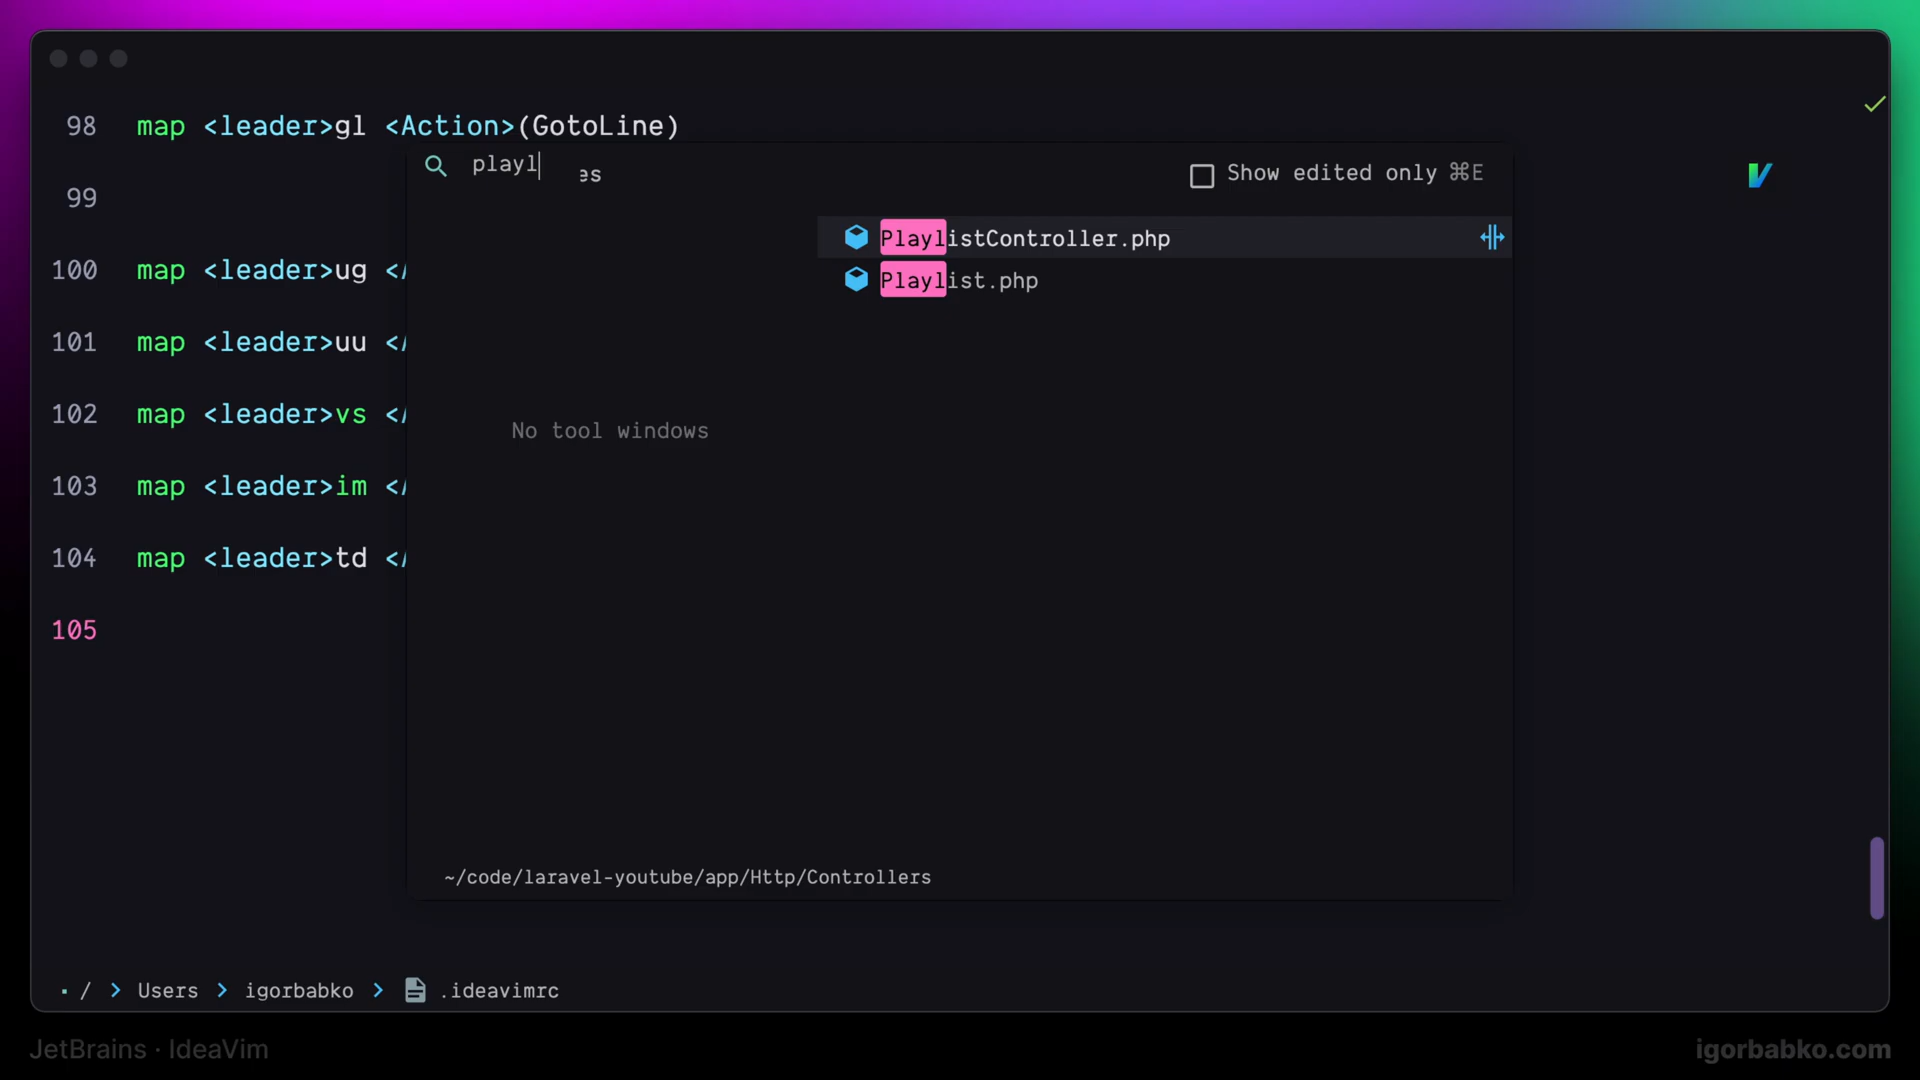 98 map <leader>gl <Action>(GotoLine)
playl
es
Show edited only ⌘E
99
PlaylistController.php
100 map <leader>ug </
Playlist.php
101 map <leader>uu </
102 map <leader>vs </
No tool windows
103 map <leader>im </
104 map <leader>td </
105
~/code/laravel-youtube/app/Http/Controllers
/ > Users > igorbabko > .ideavimrc
JetBrains · IdeaVim
igorbabko.com